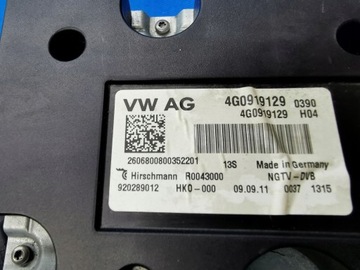 VW AG 4G0919129 0390
4G0919129 H04
2606800800352201 13S Made in Germany
Hirschmann R0043000 NGTV-DVB
920289012 HK0-000 09.09.11 0037 1315